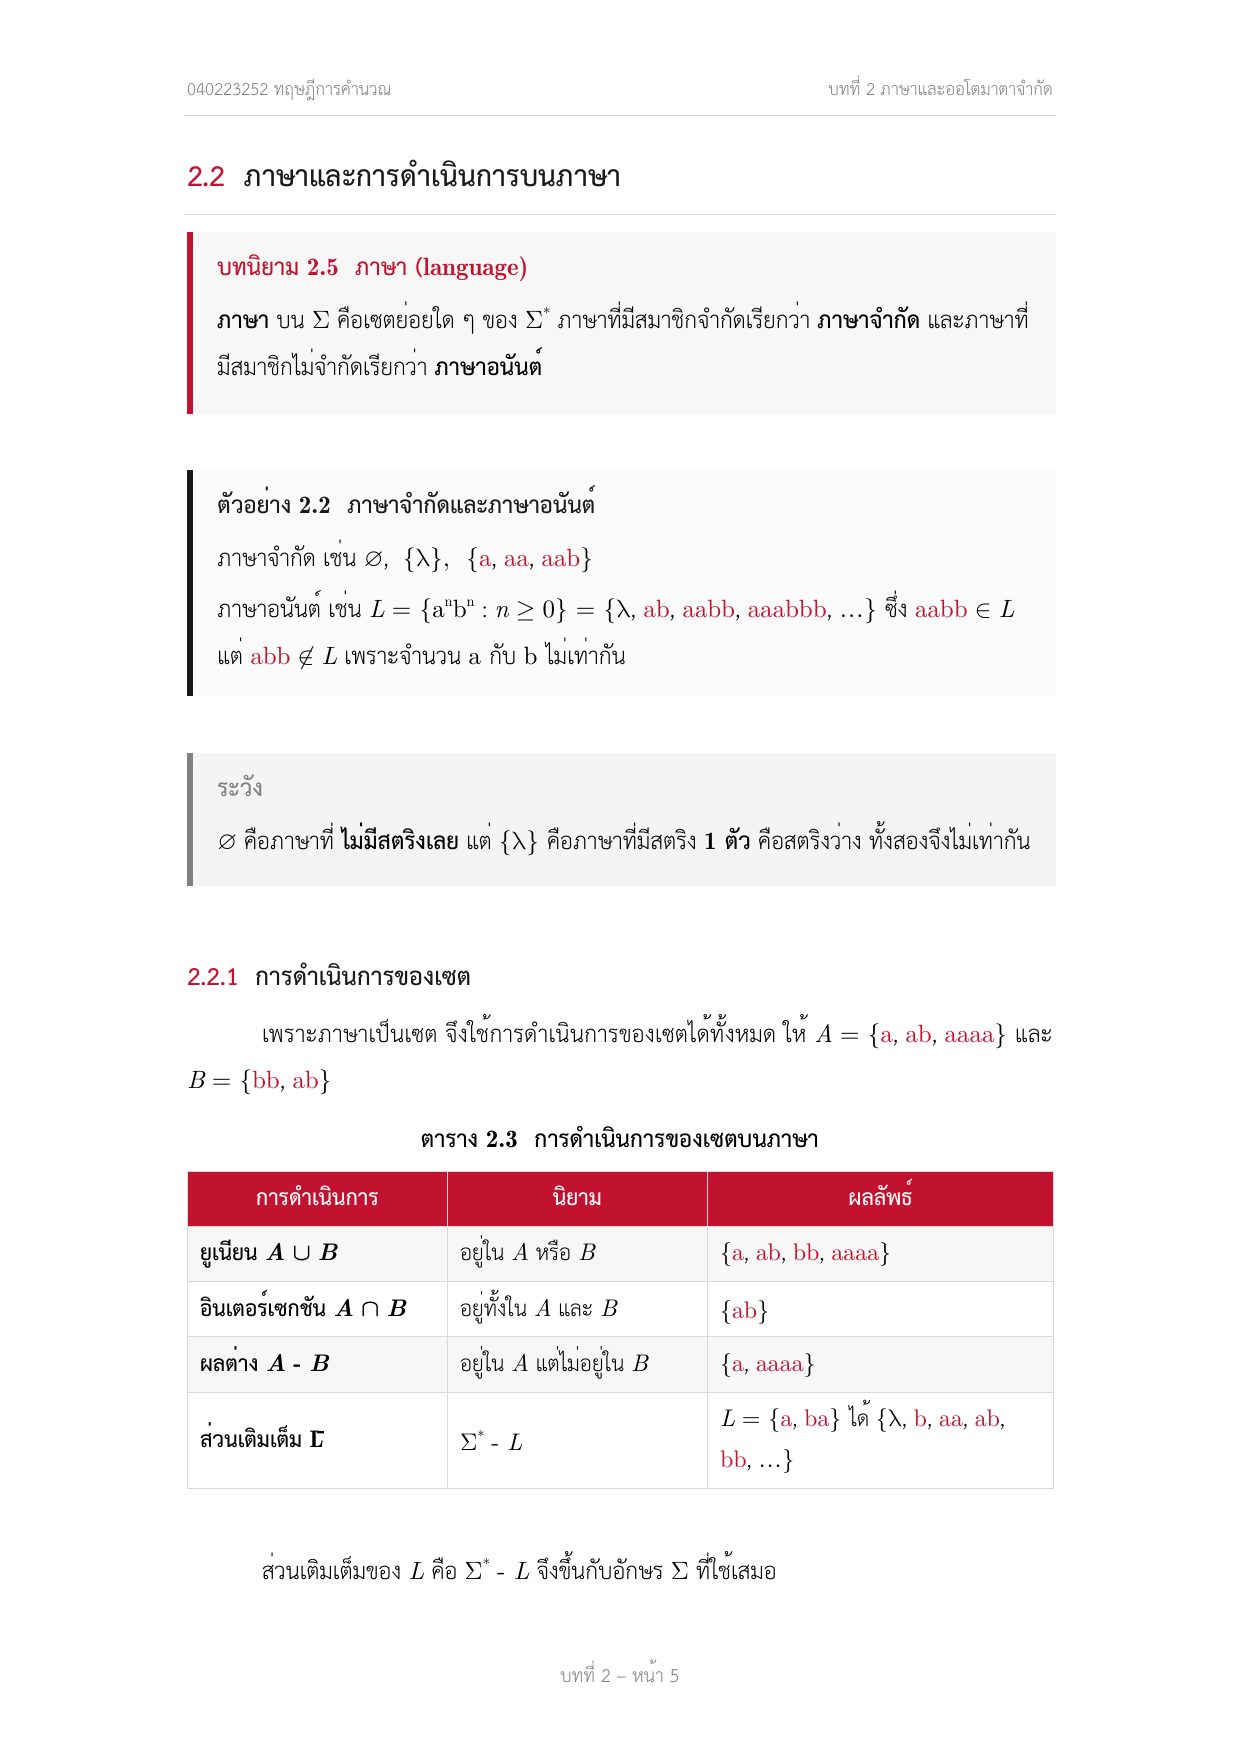 040223252 ทฤษฎีการคำนวณ
บทที่ 2 ภาษาและออโตมาตาจำกัด
2.2 ภาษาและการดำเนินการบนภาษา
บทนิยาม 2.5 ภาษา (language)
ภาษา บน Σ คือเซตย่อยใด ๆ ของ Σ* ภาษาที่มีสมาชิกจำกัดเรียกว่า ภาษาจำกัด และภาษาที่
มีสมาชิกไม่จำกัดเรียกว่า ภาษาอนันต์
ตัวอย่าง 2.2 ภาษาจำกัดและภาษาอนันต์
ภาษาจำกัด เช่น ∅, {λ}, {a, aa, aab}
ภาษาอนันต์ เช่น L = {aⁿbⁿ : n ≥ 0} = {λ, ab, aabb, aaabbb, …} ซึ่ง aabb ∈ L
แต่ abb ∉ L เพราะจำนวน a กับ b ไม่เท่ากัน
ระวัง
∅ คือภาษาที่ ไม่มีสตริงเลย แต่ {λ} คือภาษาที่มีสตริง 1 ตัว คือสตริงว่าง ทั้งสองจึงไม่เท่ากัน
2.2.1 การดำเนินการของเซต
เพราะภาษาเป็นเซต จึงใช้การดำเนินการของเซตได้ทั้งหมด ให้ A = {a, ab, aaaa} และ
B = {bb, ab}
ตาราง 2.3 การดำเนินการของเซตบนภาษา
การดำเนินการ นิยาม ผลลัพธ์
ยูเนียน A ∪ B อยู่ใน A หรือ B {a, ab, bb, aaaa}
อินเตอร์เซกชัน A ∩ B อยู่ทั้งใน A และ B {ab}
ผลต่าง A - B อยู่ใน A แต่ไม่อยู่ใน B {a, aaaa}
ส่วนเติมเต็ม L̄ Σ* - L L = {a, ba} ได้ {λ, b, aa, ab,
bb, …}
ส่วนเติมเต็มของ L คือ Σ* - L จึงขึ้นกับอักษร Σ ที่ใช้เสมอ
บทที่ 2 – หน้า 5